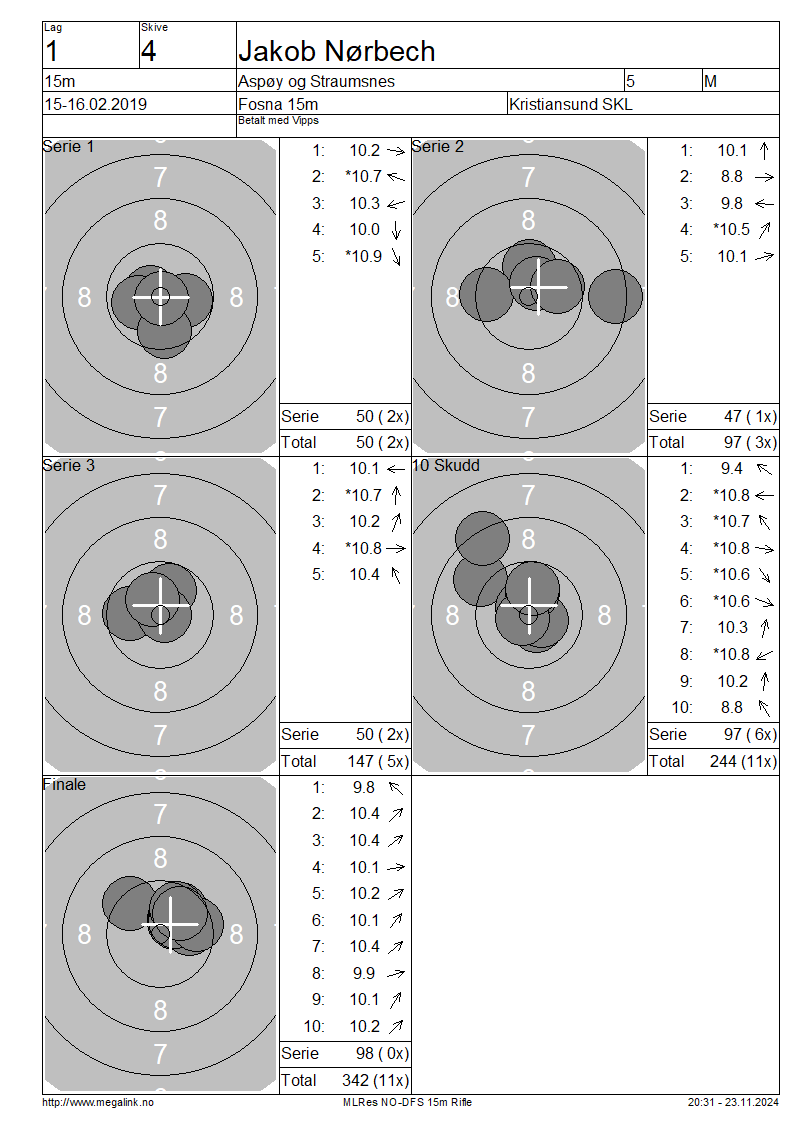 Lag
Skive
1
4
Jakob Nørbech
15m
Aspøy og Straumsnes
5
M
15-16.02.2019
Fosna 15m
Kristiansund SKL
Betalt med Vipps
Serie 1
7
8
8 8
8
7
1: 10.2
2: *10.7
3: 10.3
4: 10.0
5: *10.9
Serie 50 ( 2x)
Total 50 ( 2x)
Serie 2
7
8
8
8
7
1: 10.1
2: 8.8
3: 9.8
4: *10.5
5: 10.1
Serie 47 ( 1x)
Total 97 ( 3x)
Serie 3
7
8
8 8
8
7
1: 10.1
2: *10.7
3: 10.2
4: *10.8
5: 10.4
Serie 50 ( 2x)
Total 147 ( 5x)
10 Skudd
7
8
8 8
8
7
1: 9.4
2: *10.8
3: *10.7
4: *10.8
5: *10.6
6: *10.6
7: 10.3
8: *10.8
9: 10.2
10: 8.8
Serie 97 ( 6x)
Total 244 (11x)
Finale
7
8
8 8
8
7
1: 9.8
2: 10.4
3: 10.4
4: 10.1
5: 10.2
6: 10.1
7: 10.4
8: 9.9
9: 10.1
10: 10.2
Serie 98 ( 0x)
Total 342 (11x)
http://www.megalink.no
MLRes NO-DFS 15m Rifle
20:31 - 23.11.2024